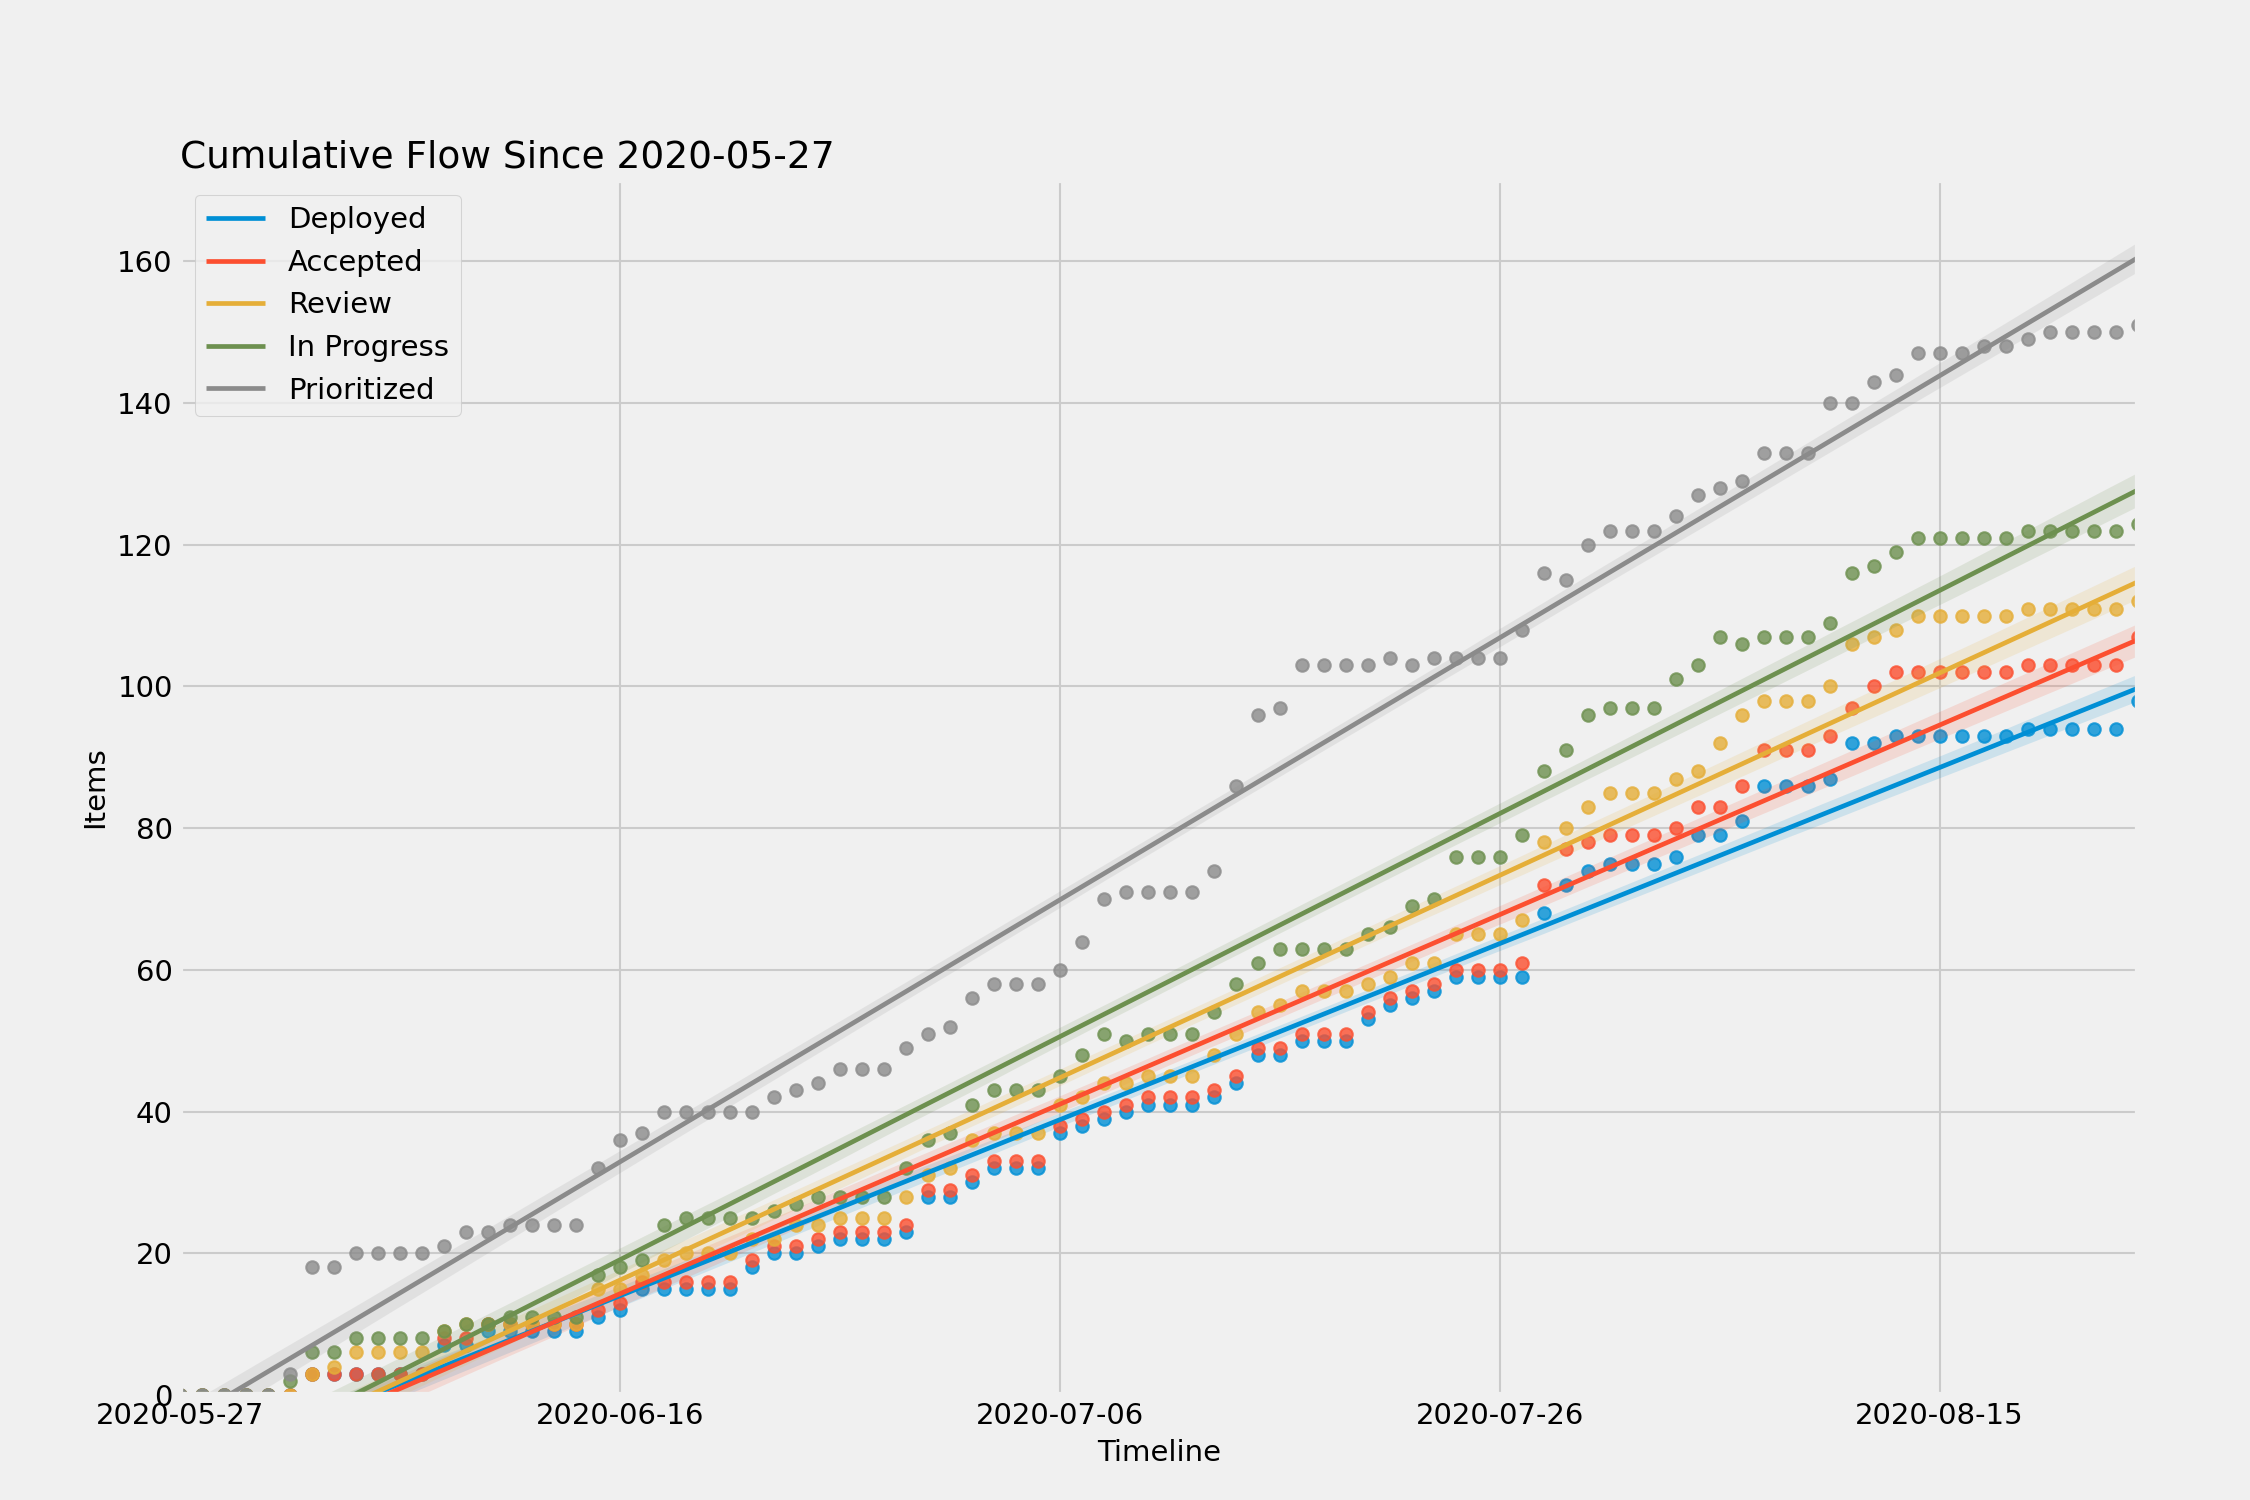 Cumulative Flow Since 2020-05-27
Deployed
Accepted
Review
In Progress
Prioritized
160
140
120
100
80
60
40
20
0
Items
2020-05-27 2020-06-16 2020-07-06 2020-07-26 2020-08-15
Timeline